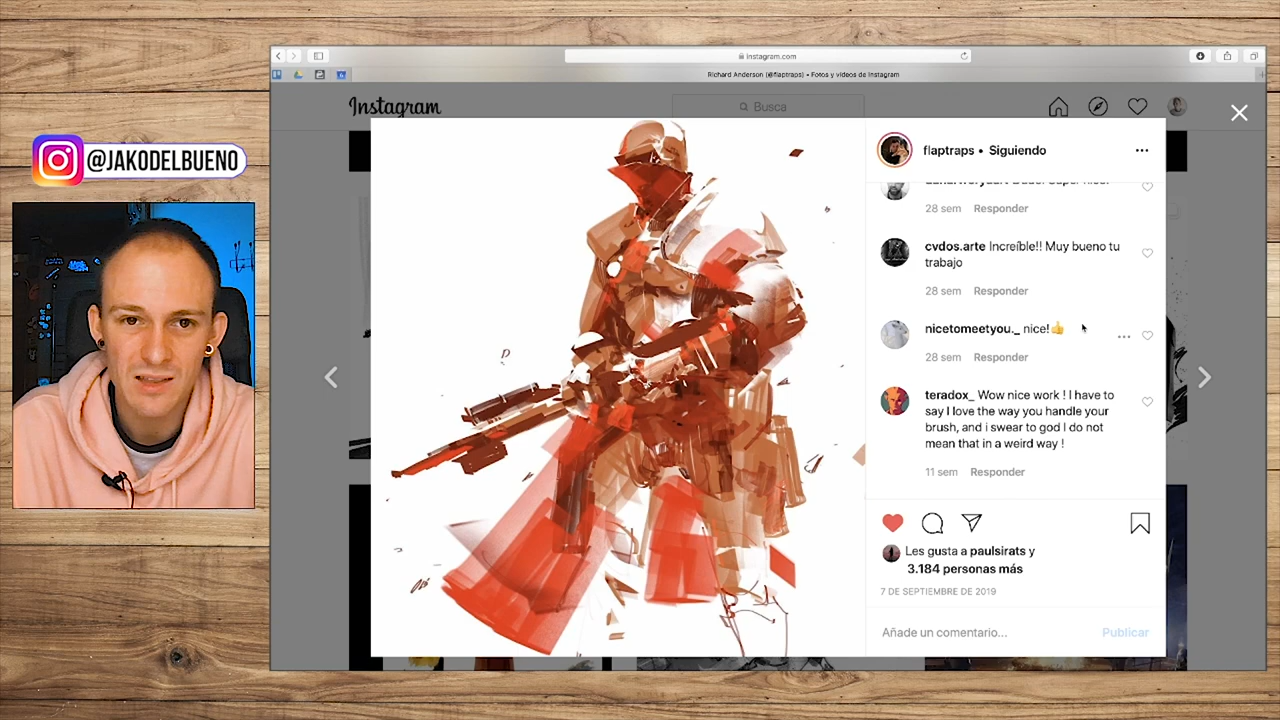 instagram.com
Richard Anderson (@flaptraps) • Fotos y videos de Instagram
Instagram
Busca
@JAKODELBUENO
flaptraps • Siguiendo
28 sem Responder
cvdos.arte Increíble!! Muy bueno tu
trabajo
28 sem Responder
nicetomeetyou._ nice!👍
28 sem Responder
teradox_ Wow nice work ! I have to
say I love the way you handle your
brush, and i swear to god I do not
mean that in a weird way !
11 sem Responder
Les gusta a paulsirats y
3.184 personas más
7 DE SEPTIEMBRE DE 2019
Añade un comentario...
Publicar